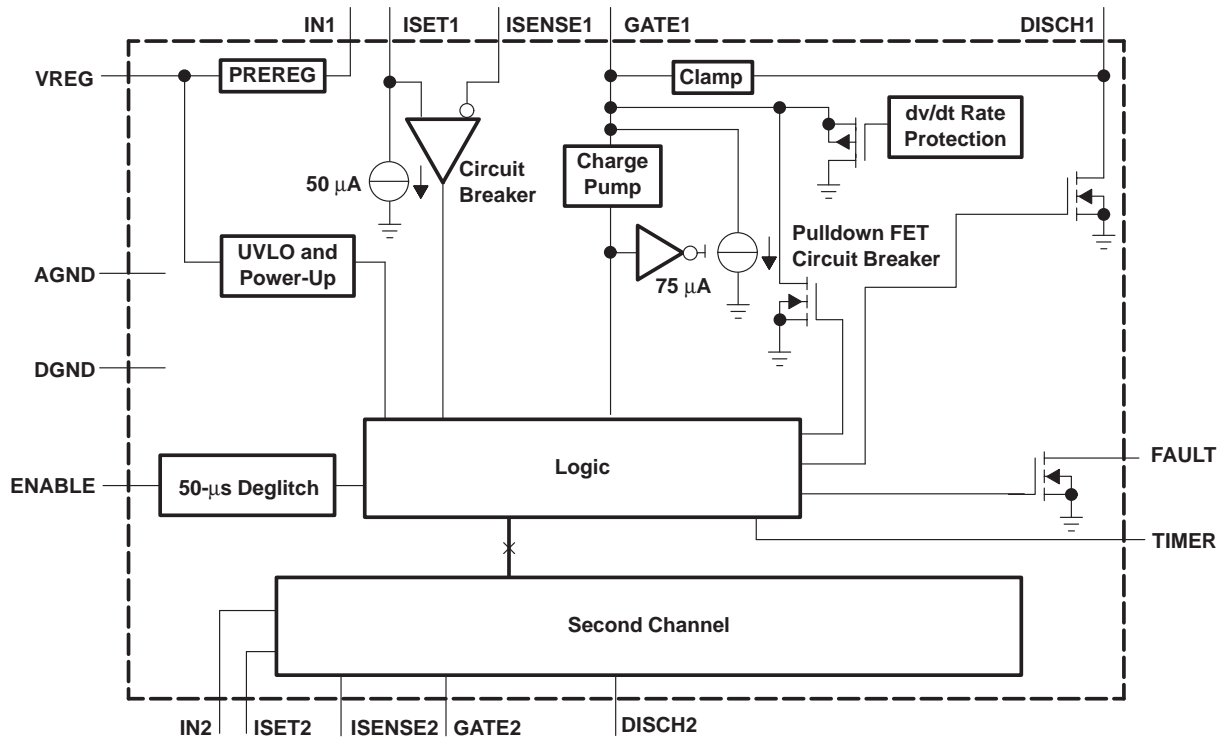 IN1
ISET1
ISENSE1
GATE1
DISCH1
VREG
PREREG
Clamp
dv/dt Rate
Protection
50 μA
Circuit
Breaker
Charge
Pump
Pulldown FET
Circuit Breaker
75 μA
UVLO and
Power-Up
AGND
DGND
Logic
FAULT
ENABLE
50-μs Deglitch
TIMER
Second Channel
IN2
ISET2
ISENSE2
GATE2
DISCH2